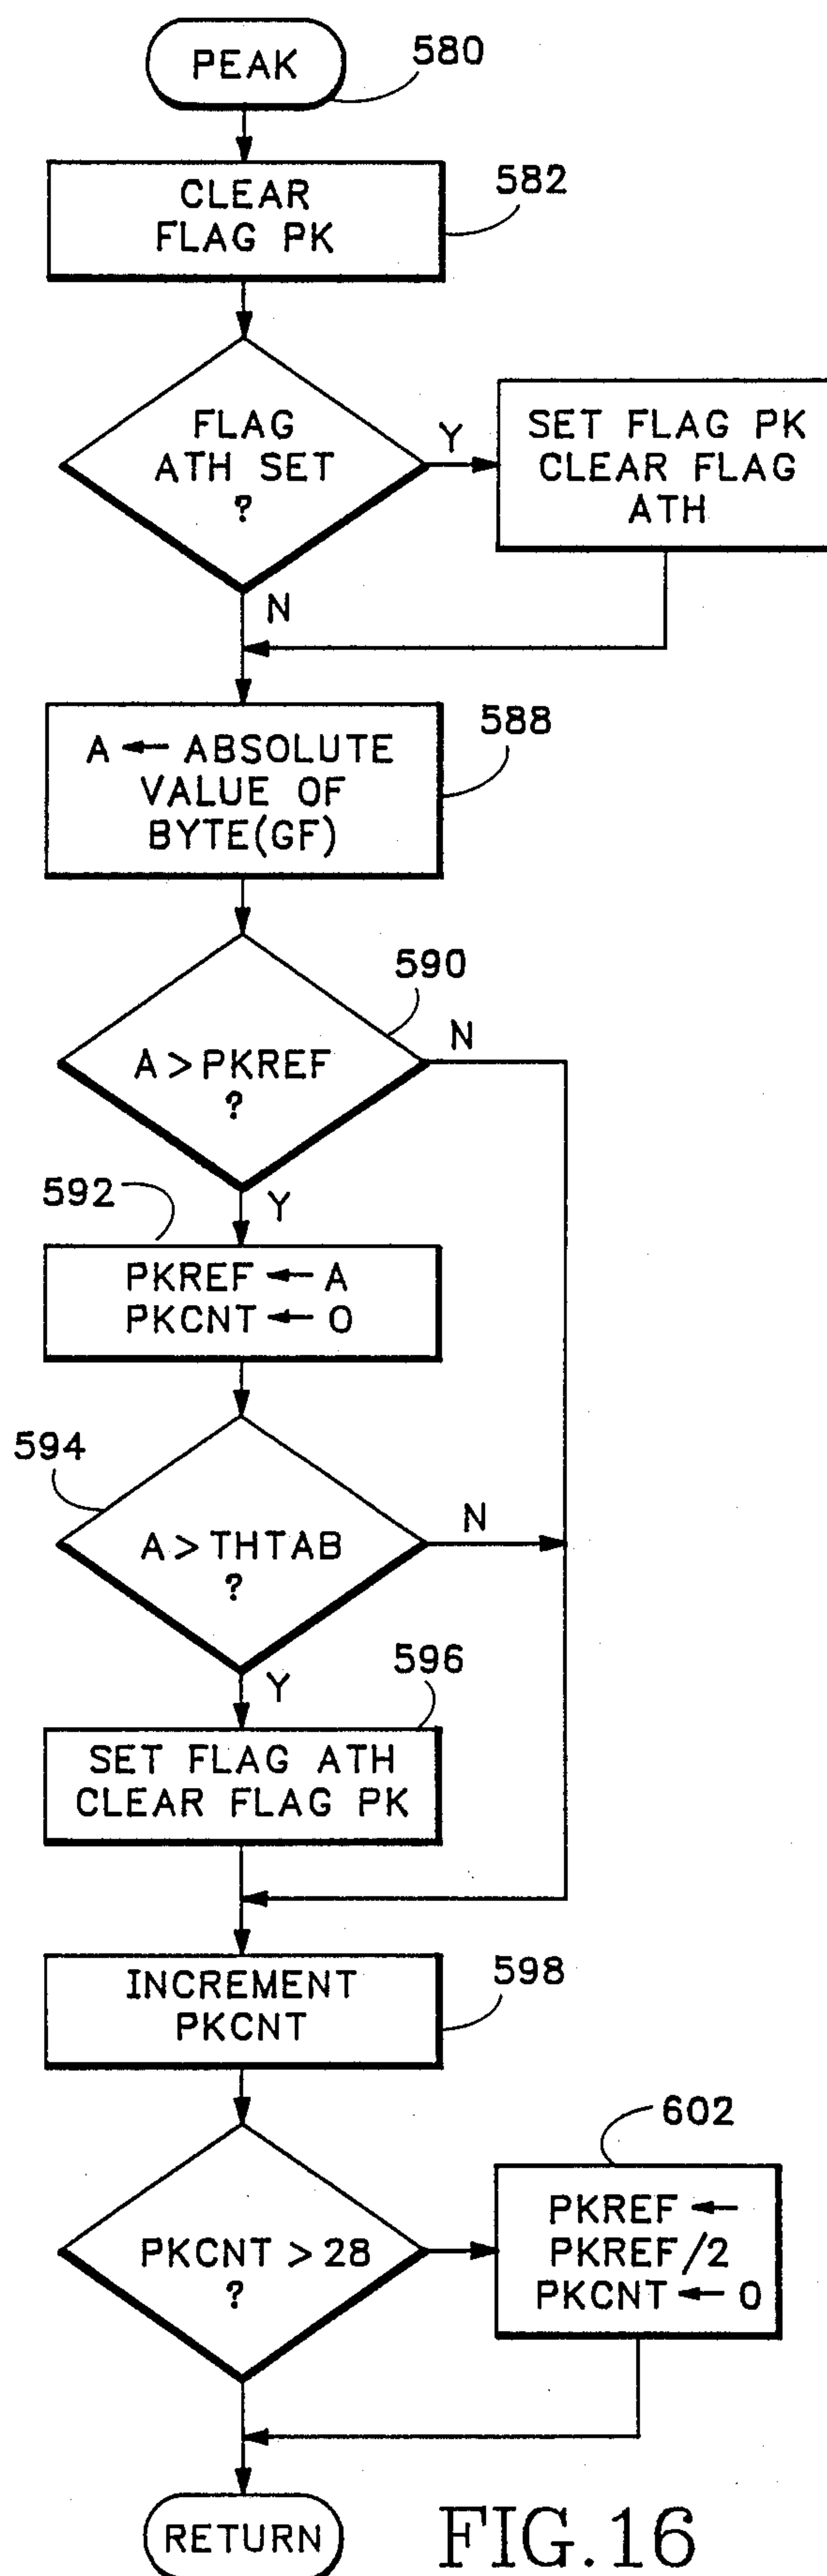 PEAK
580
CLEAR
FLAG PK
582
FLAG
ATH SET
?
Y
SET FLAG PK
CLEAR FLAG
ATH
N
A ← ABSOLUTE
VALUE OF
BYTE(GF)
588
590
A > PKREF
?
N
592
Y
PKREF ← A
PKCNT ← 0
594
A > THTAB
?
N
596
Y
SET FLAG ATH
CLEAR FLAG PK
INCREMENT
PKCNT
598
602
PKCNT > 28
?
PKREF ←
PKREF/2
PKCNT ← 0
RETURN
FIG.16